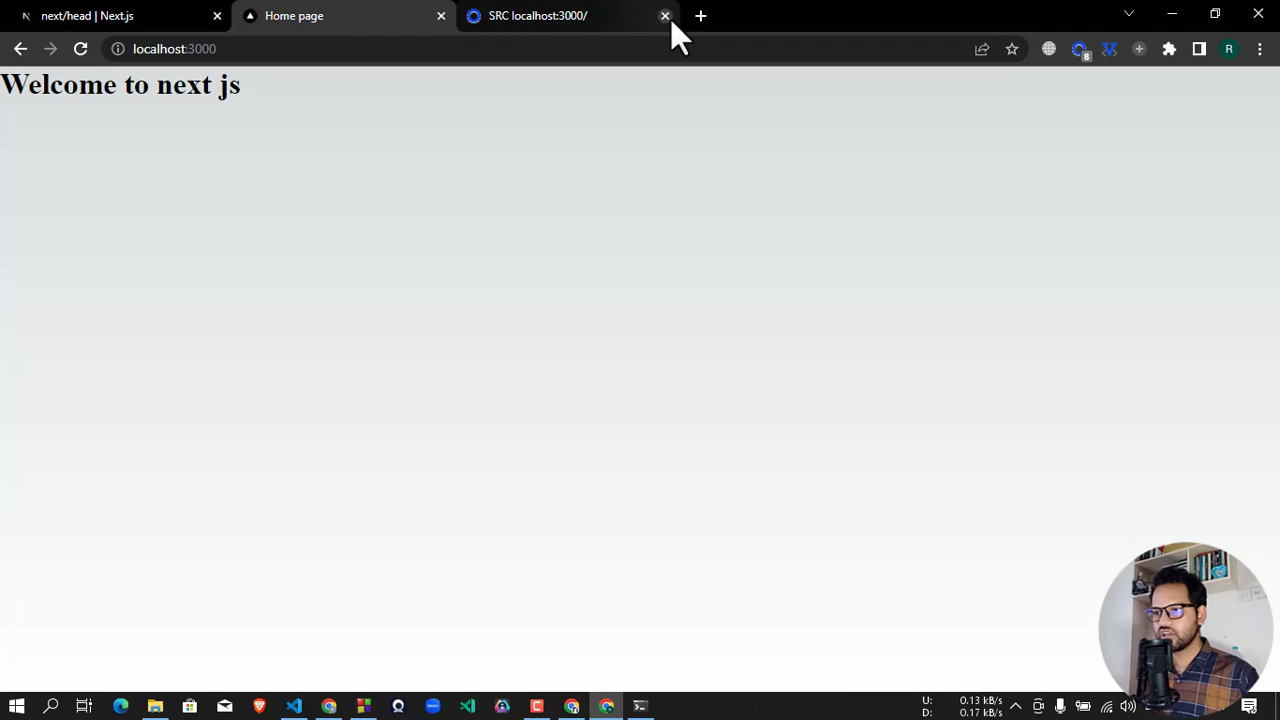 next/head | Next.js
Home page
SRC localhost:3000/
localhost:3000
8
R
Welcome to next js
U: 0.13 kB/s
D: 0.17 kB/s